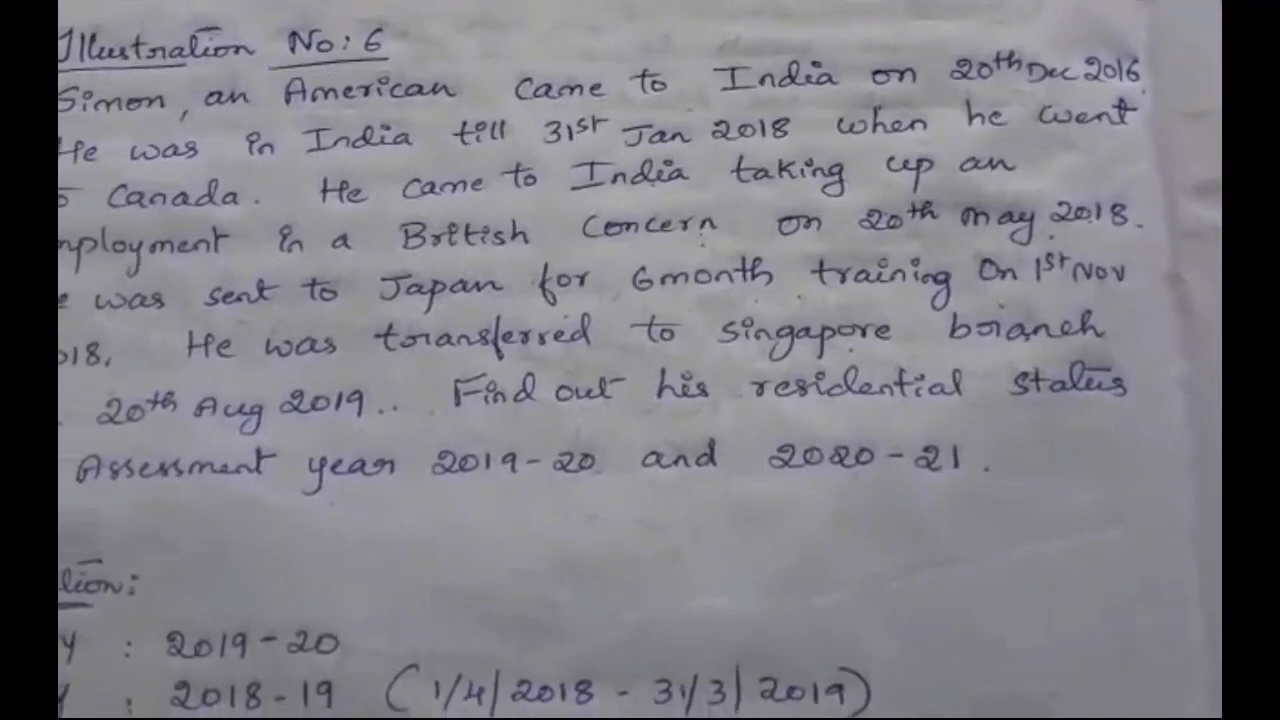 Illustration No: 6
Simon, an American came to India on 20th Dec 2016
He was in India till 31st Jan 2018 when he went
Canada. He came to India taking up an
mployment in a British Concern on 20th may 2018.
e was sent to Japan for 6month training On 1st Nov
018. He was transferred to Singapore branch
. 20th Aug 2019.. Find out his residential status
Assessment year 2019-20 and 2020-21.
tion:
Y : 2019-20
: 2018-19 (1/4/2018 - 31/3/2019)